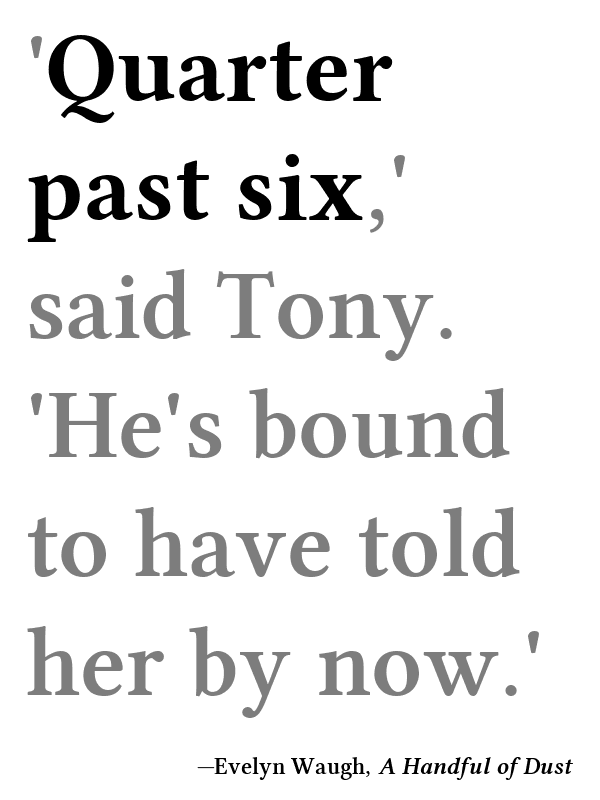 'Quarter
past six,'
said Tony.
'He's bound
to have told
her by now.'
—Evelyn Waugh, A Handful of Dust